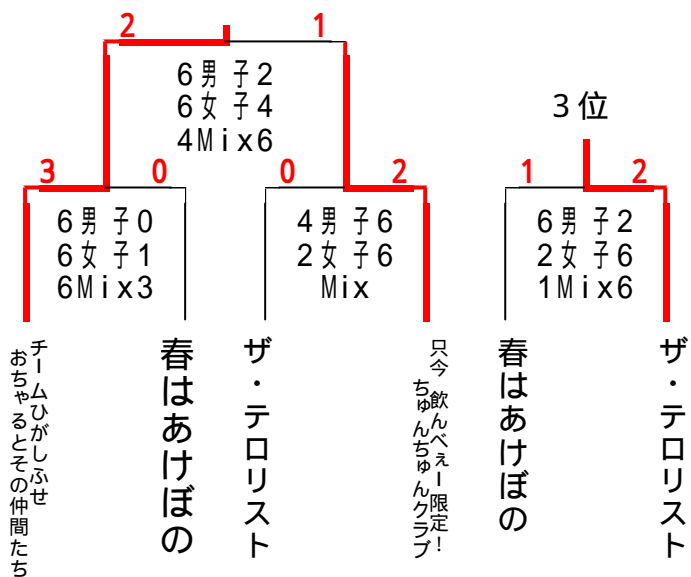 2 1
6男子2
6女子4
4Mix6
3位
3 0
0 2
1 2
6男子0
6女子1
6Mix3
4男子6
2女子6
Mix
6男子2
2女子6
1Mix6
チームひがしふせ
おちゃるとその仲間たち
春はあけぼの
ザ・テロリスト
只今 飲んべぇー限定!
ちゅんちゅんクラブ
春はあけぼの
ザ・テロリスト